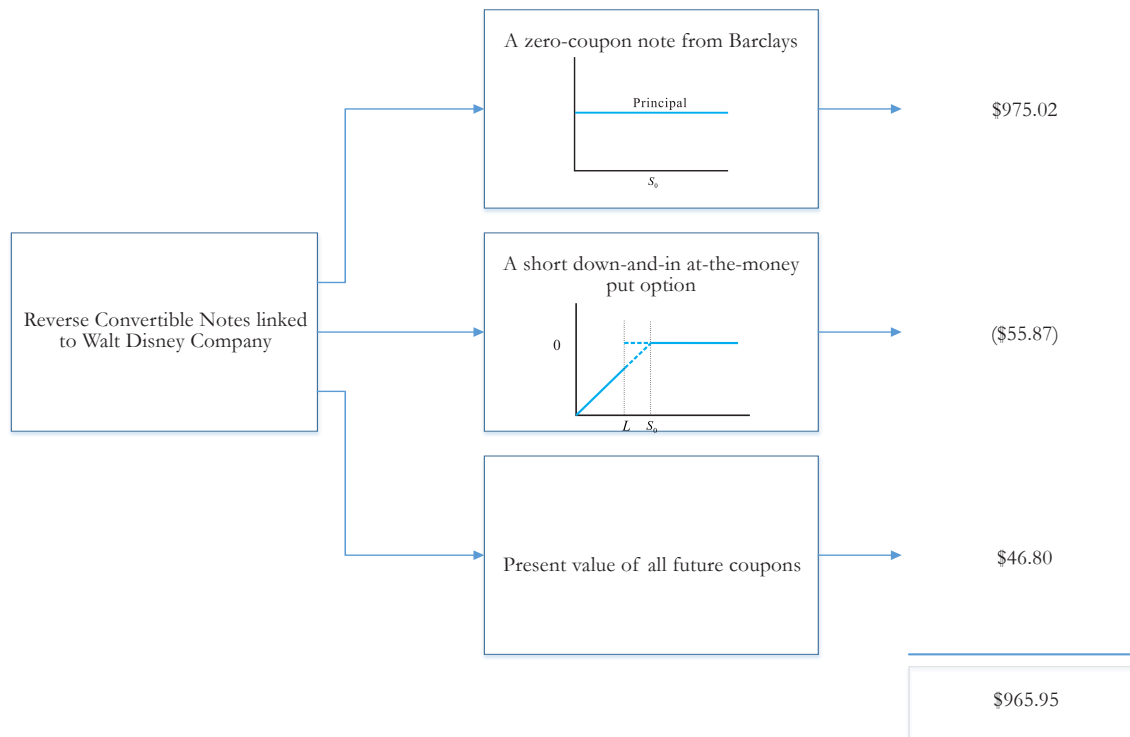 A zero-coupon note from Barclays
Principal
S₀
$975.02
Reverse Convertible Notes linked
to Walt Disney Company
A short down-and-in at-the-money
put option
0
L S₀
($55.87)
Present value of all future coupons
$46.80
$965.95